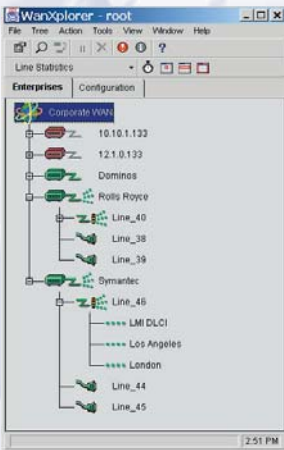 WanXplorer - root
File Tree Action Tools View Window Help
Line Statistics
Enterprises Configuration
Corporate WAN
10.10.1.133
12.1.0.133
Dominos
Rolls Royce
Line_40
Line_38
Line_39
Symantec
Line_46
LMI DLCI
Los Angeles
London
Line_44
Line_45
2:51 PM